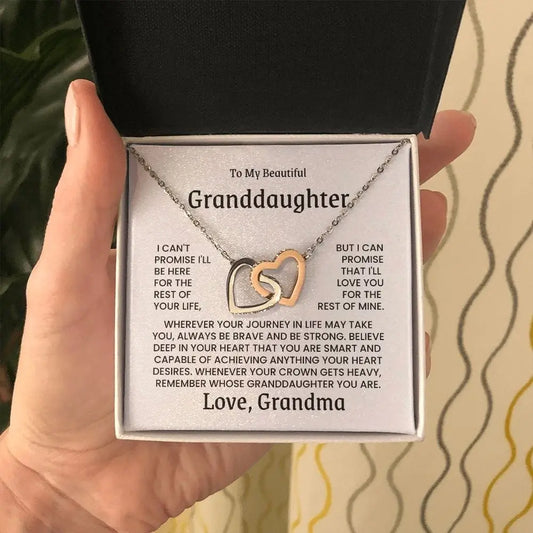 To My Beautiful
Granddaughter
I CAN'T
PROMISE I'LL
BE HERE
FOR THE
REST OF
YOUR LIFE,
BUT I CAN
PROMISE
THAT I'LL
LOVE YOU
FOR THE
REST OF MINE.
WHEREVER YOUR JOURNEY IN LIFE MAY TAKE
YOU, ALWAYS BE BRAVE AND BE STRONG. BELIEVE
DEEP IN YOUR HEART THAT YOU ARE SMART AND
CAPABLE OF ACHIEVING ANYTHING YOUR HEART
DESIRES. WHENEVER YOUR CROWN GETS HEAVY,
REMEMBER WHOSE GRANDDAUGHTER YOU ARE.
Love, Grandma